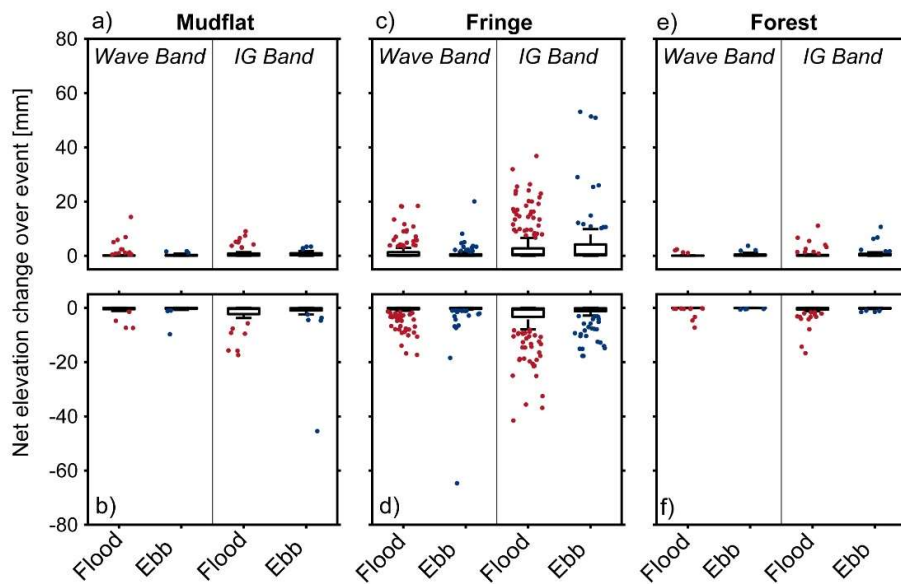 a) Mudflat c) Fringe e) Forest
80 Wave Band IG Band Wave Band IG Band Wave Band IG Band
60
40
20
0
Net elevation change over event [mm]
0
-20
-40
-60
-80 b) d) f)
Flood Ebb Flood Ebb Flood Ebb Flood Ebb Flood Ebb Flood Ebb